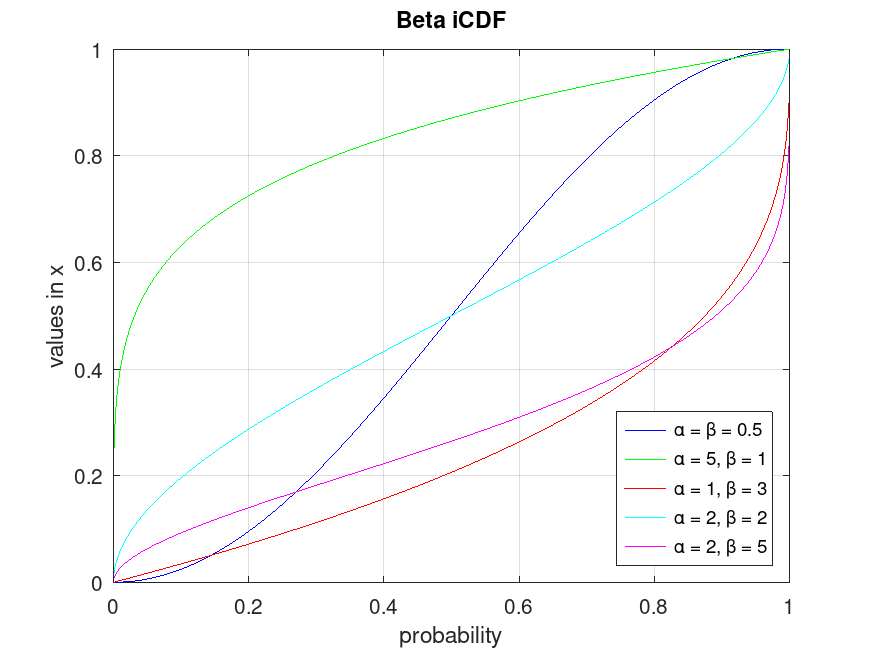 Beta iCDF
values in x
1
0.8
0.6
0.4
0.2
0
0 0.2 0.4 0.6 0.8 1
probability
α = β = 0.5
α = 5, β = 1
α = 1, β = 3
α = 2, β = 2
α = 2, β = 5